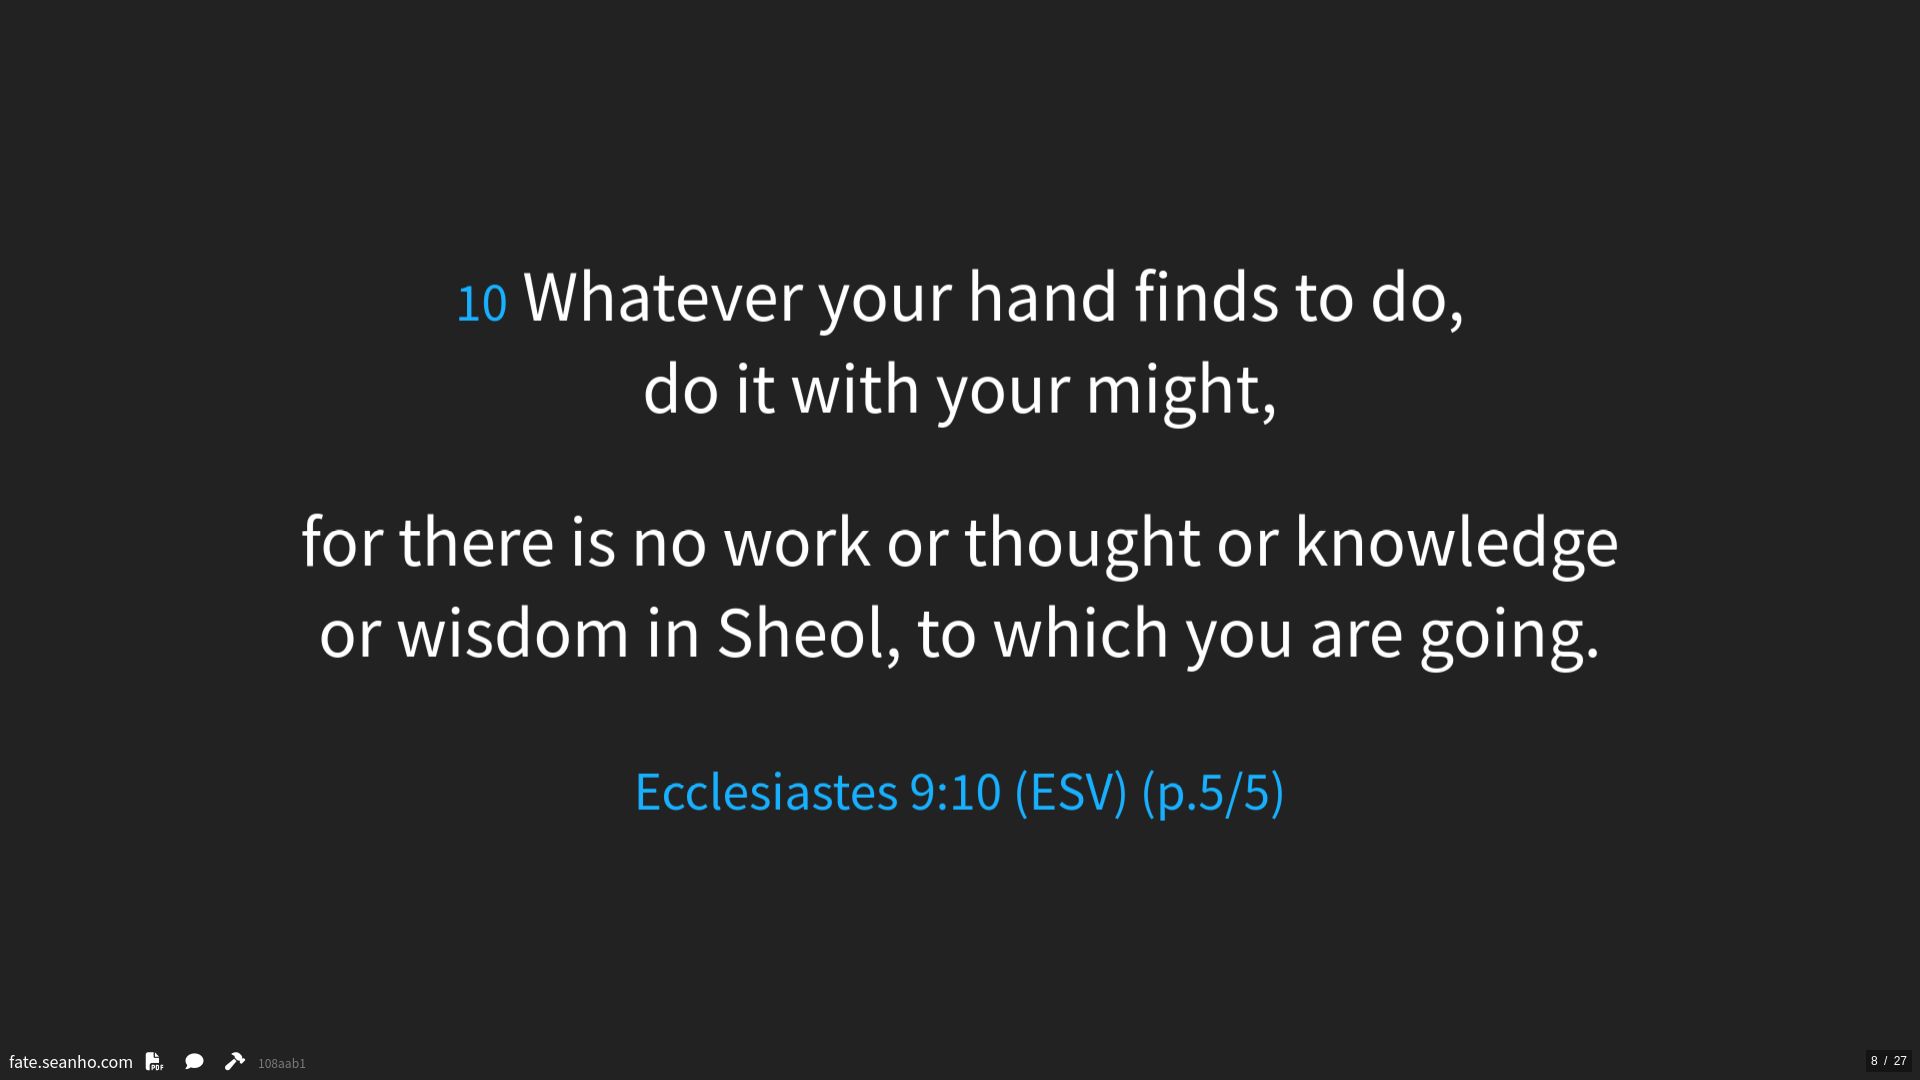 10 Whatever your hand finds to do,
do it with your might,
for there is no work or thought or knowledge
or wisdom in Sheol, to which you are going.
Ecclesiastes 9:10 (ESV) (p.5/5)
fate.seanho.com PDF 108aab1
8 / 27